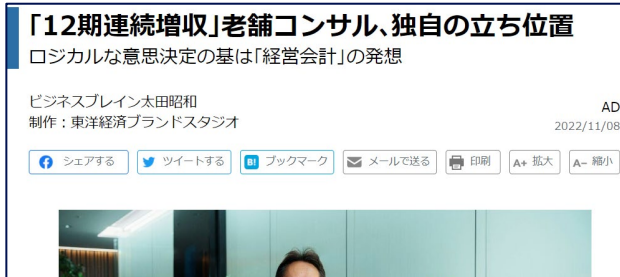 「12期連続増収」老舗コンサル、独自の立ち位置
ロジカルな意思決定の基は「経営会計」の発想
ビジネスブレイン太田昭和
制作:東洋経済ブランドスタジオ
AD
2022/11/08
シェアする ツイートする B! ブックマーク メールで送る 印刷 A+ 拡大 A- 縮小